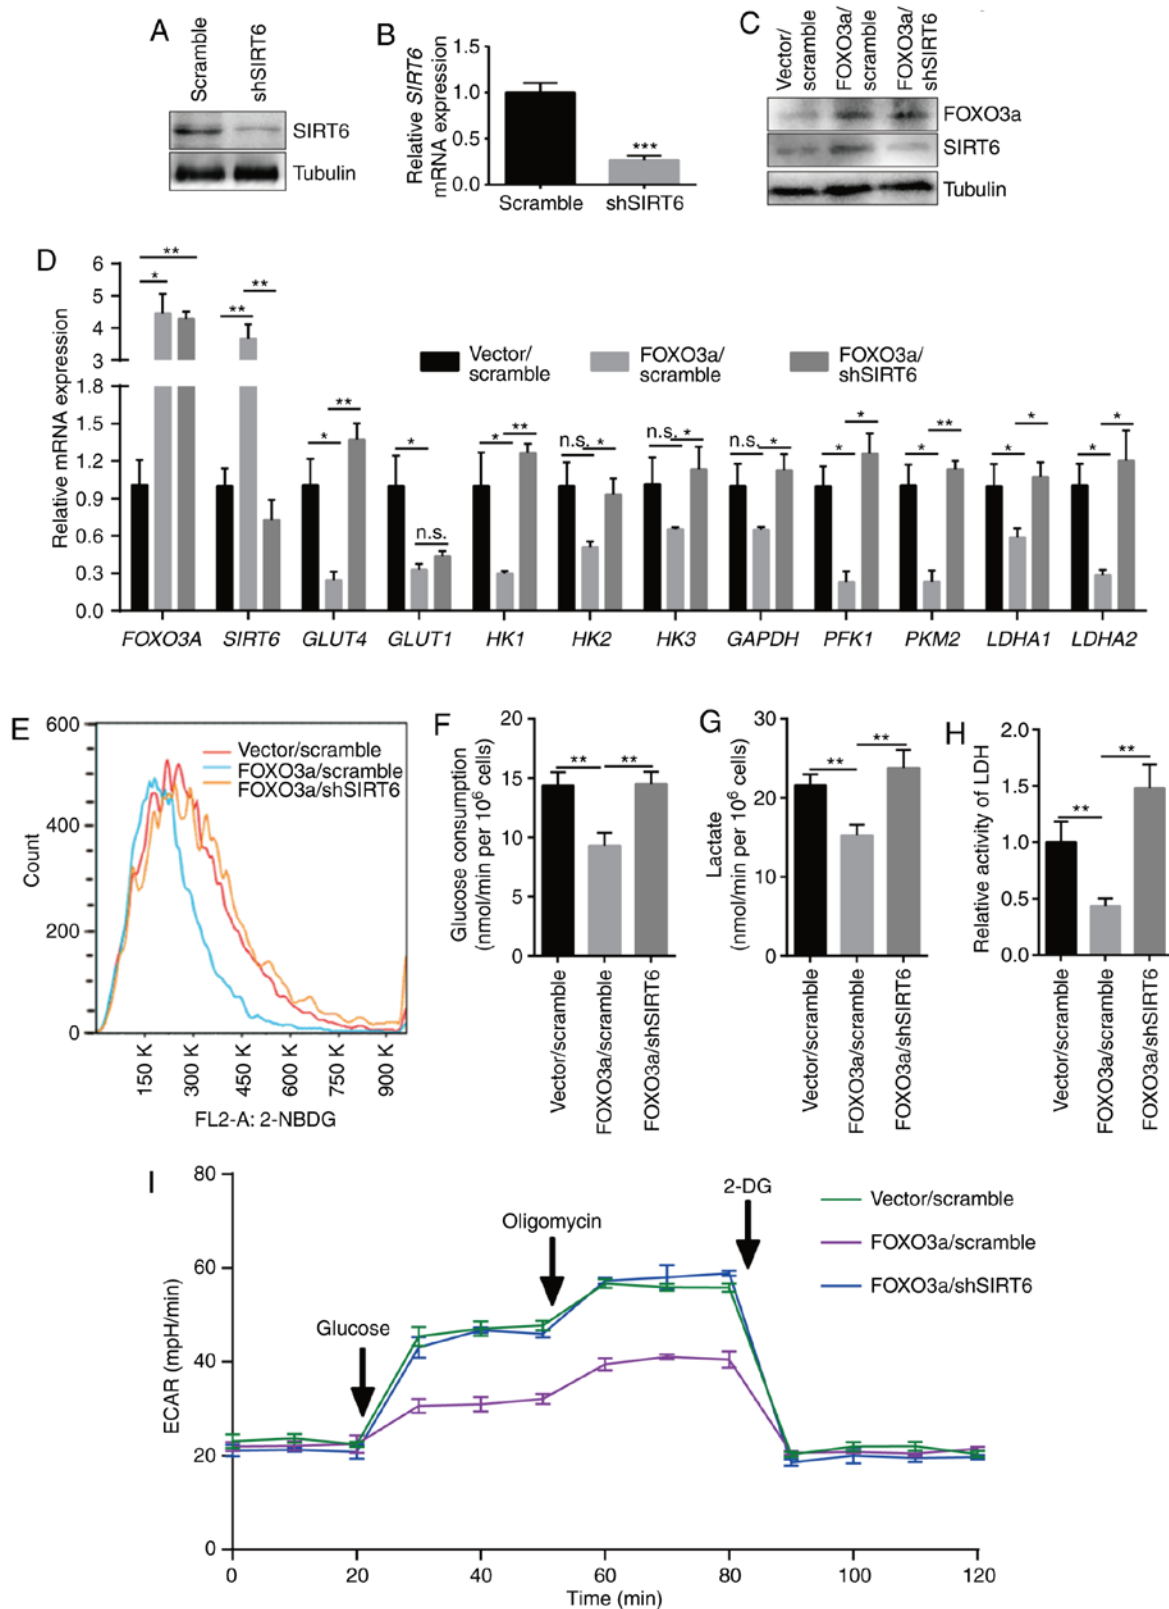 A
Scramble
shSIRT6
SIRT6
Tubulin
B
Relative SIRT6
mRNA expression
1.5
1.0
0.5
0.0
***
Scramble
shSIRT6
C
Vector/
scramble
FOXO3a/
scramble
FOXO3a/
shSIRT6
FOXO3a
SIRT6
Tubulin
D
Relative mRNA expression
6
5
4
3
1.8
1.5
1.2
0.9
0.6
0.3
0.0
**
*
**
**
*
**
*
n.s.
*
**
n.s.
*
n.s.
*
n.s.
*
*
*
*
**
*
*
*
*
Vector/
scramble
FOXO3a/
scramble
FOXO3a/
shSIRT6
FOXO3A
SIRT6
GLUT4
GLUT1
HK1
HK2
HK3
GAPDH
PFK1
PKM2
LDHA1
LDHA2
E
600
400
200
0
Count
Vector/scramble
FOXO3a/scramble
FOXO3a/shSIRT6
150 K
300 K
450 K
600 K
750 K
900 K
FL2-A: 2-NBDG
F
Glucose consumption
(nmol/min per 10⁶ cells)
20
15
10
5
0
**
**
Vector/scramble
FOXO3a/scramble
FOXO3a/shSIRT6
G
Lactate
(nmol/min per 10⁶ cells)
30
20
10
0
**
**
Vector/scramble
FOXO3a/scramble
FOXO3a/shSIRT6
H
Relative activity of LDH
2.0
1.5
1.0
0.5
0.0
**
**
Vector/scramble
FOXO3a/scramble
FOXO3a/shSIRT6
I
ECAR (mpH/min)
80
60
40
20
0
Glucose
Oligomycin
2-DG
Vector/scramble
FOXO3a/scramble
FOXO3a/shSIRT6
0
20
40
60
80
100
120
Time (min)